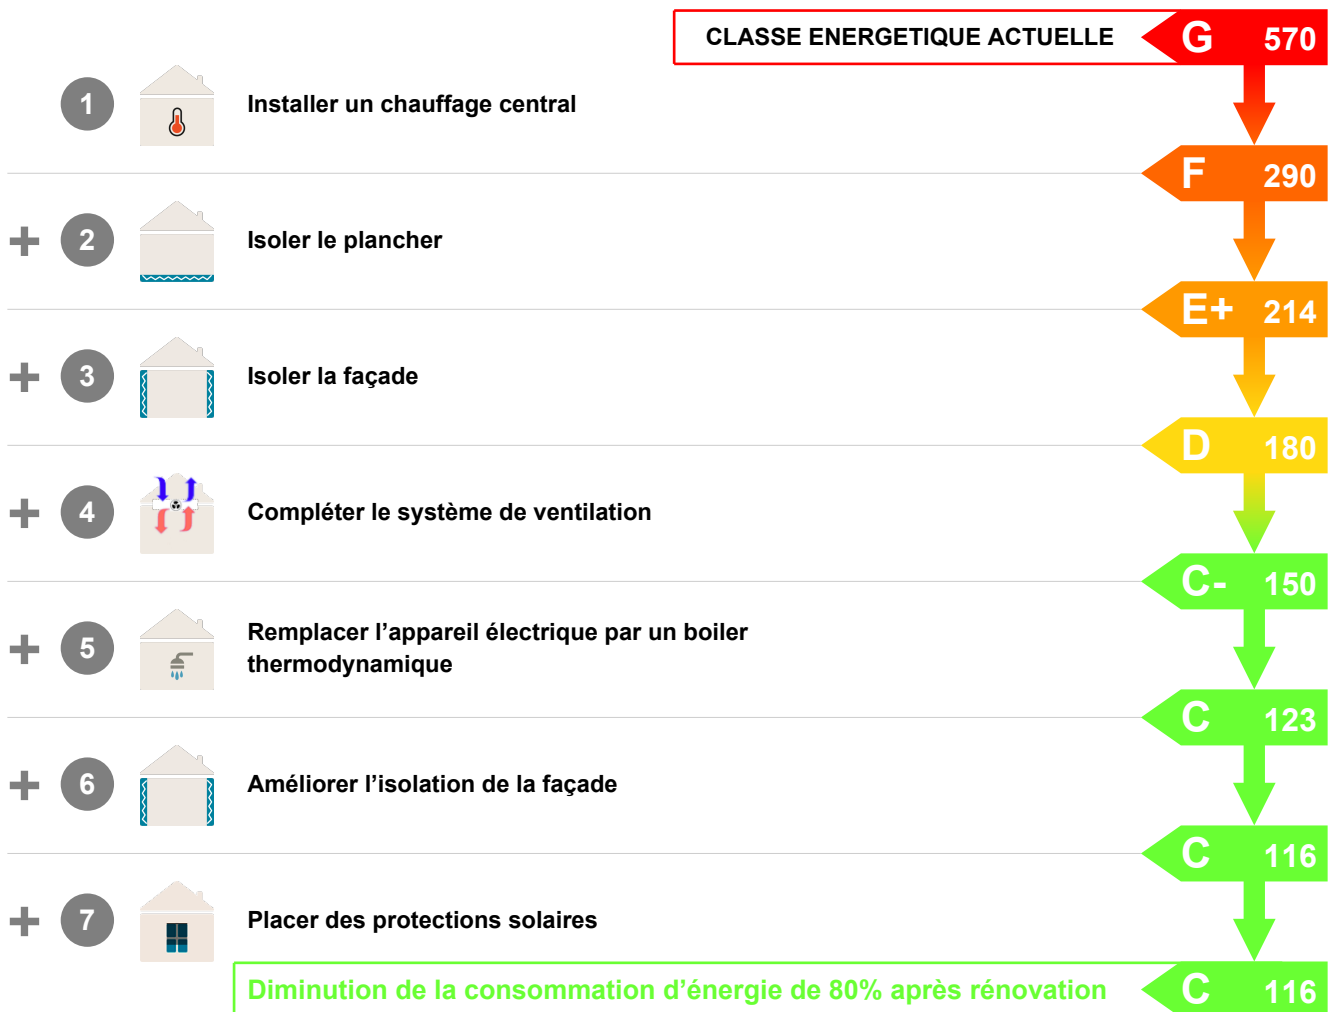 CLASSE ENERGETIQUE ACTUELLE G 570
1 Installer un chauffage central
F 290
+ 2 Isoler le plancher
E+ 214
+ 3 Isoler la façade
D 180
+ 4 Compléter le système de ventilation
C- 150
+ 5 Remplacer l’appareil électrique par un boiler
thermodynamique
C 123
+ 6 Améliorer l’isolation de la façade
C 116
+ 7 Placer des protections solaires
Diminution de la consommation d’énergie de 80% après rénovation C 116